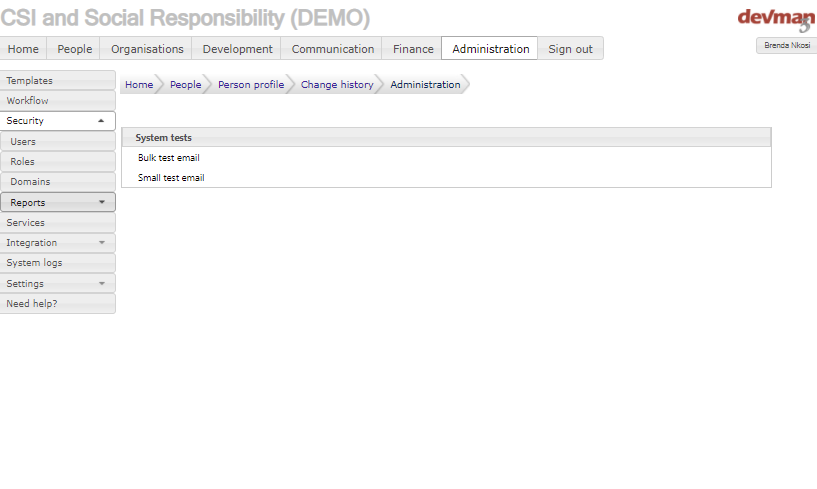 CSI and Social Responsibility (DEMO)
devman
3
Home People Organisations Development Communication Finance Administration Sign out
Brenda Nkosi
Templates
Workflow
Security
Users
Roles
Domains
Reports
Services
Integration
System logs
Settings
Need help?
Home People Person profile Change history Administration
System tests
Bulk test email
Small test email